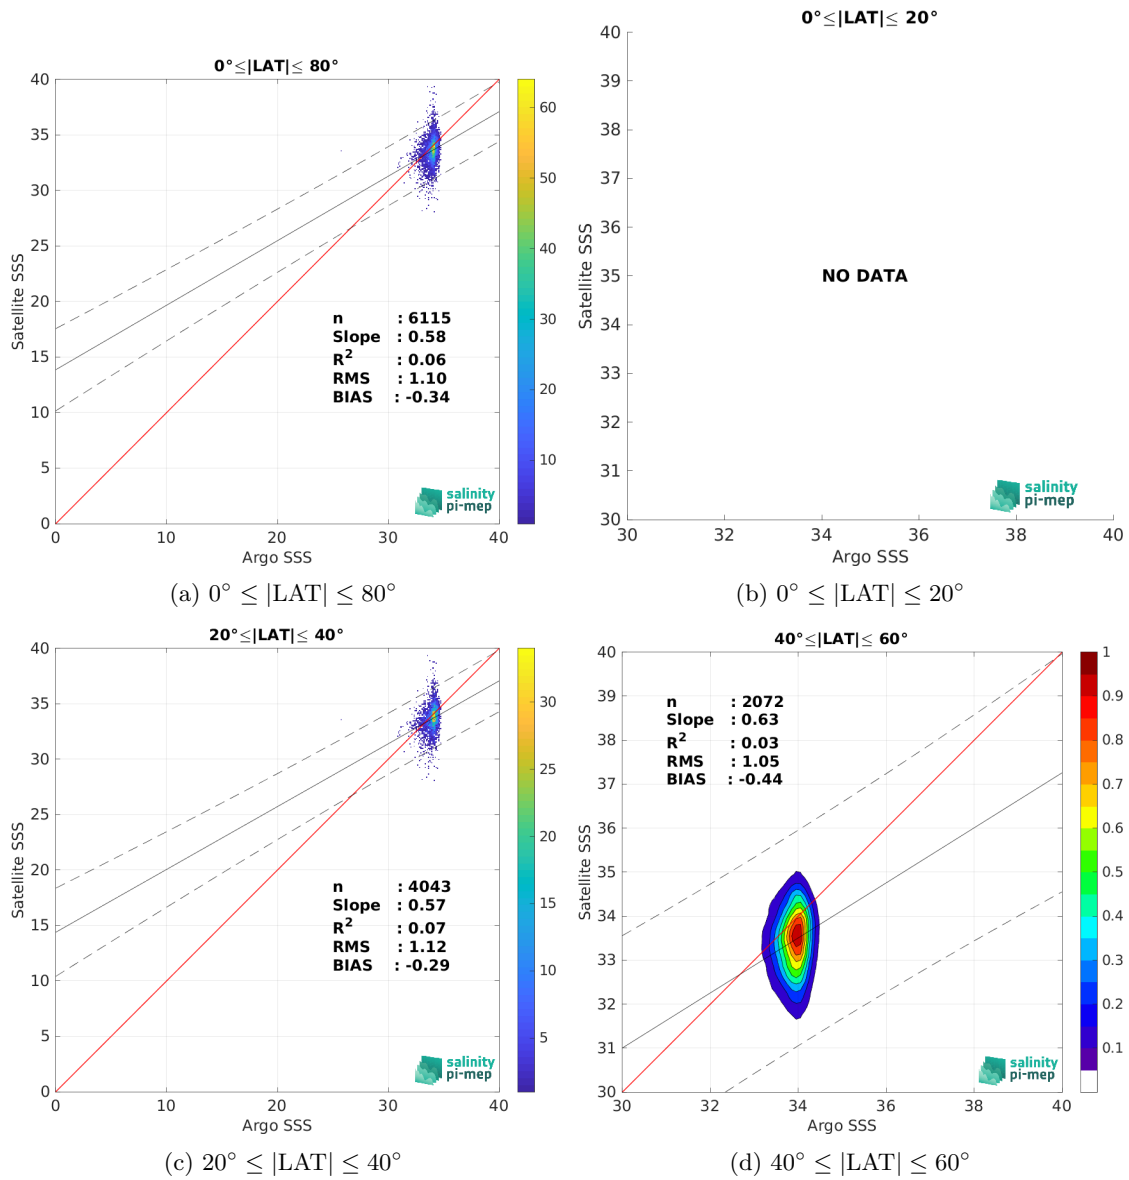 0°≤|LAT|≤ 80°
40
35
30
25
20
15
10
5
0
0
10
20
30
40
Satellite SSS
Argo SSS
n : 6115
Slope : 0.58
R² : 0.06
RMS : 1.10
BIAS : -0.34
60
50
40
30
20
10
salinity
pi-mep
(a) 0° ≤ |LAT| ≤ 80°
0°≤|LAT|≤ 20°
40
39
38
37
36
35
34
33
32
31
30
30
32
34
36
38
40
Satellite SSS
Argo SSS
NO DATA
salinity
pi-mep
(b) 0° ≤ |LAT| ≤ 20°
20°≤|LAT|≤ 40°
40
35
30
25
20
15
10
5
0
0
10
20
30
40
Satellite SSS
Argo SSS
n : 4043
Slope : 0.57
R² : 0.07
RMS : 1.12
BIAS : -0.29
30
25
20
15
10
5
salinity
pi-mep
(c) 20° ≤ |LAT| ≤ 40°
40°≤|LAT|≤ 60°
40
39
38
37
36
35
34
33
32
31
30
30
32
34
36
38
40
Satellite SSS
Argo SSS
n : 2072
Slope : 0.63
R² : 0.03
RMS : 1.05
BIAS : -0.44
1
0.9
0.8
0.7
0.6
0.5
0.4
0.3
0.2
0.1
salinity
pi-mep
(d) 40° ≤ |LAT| ≤ 60°